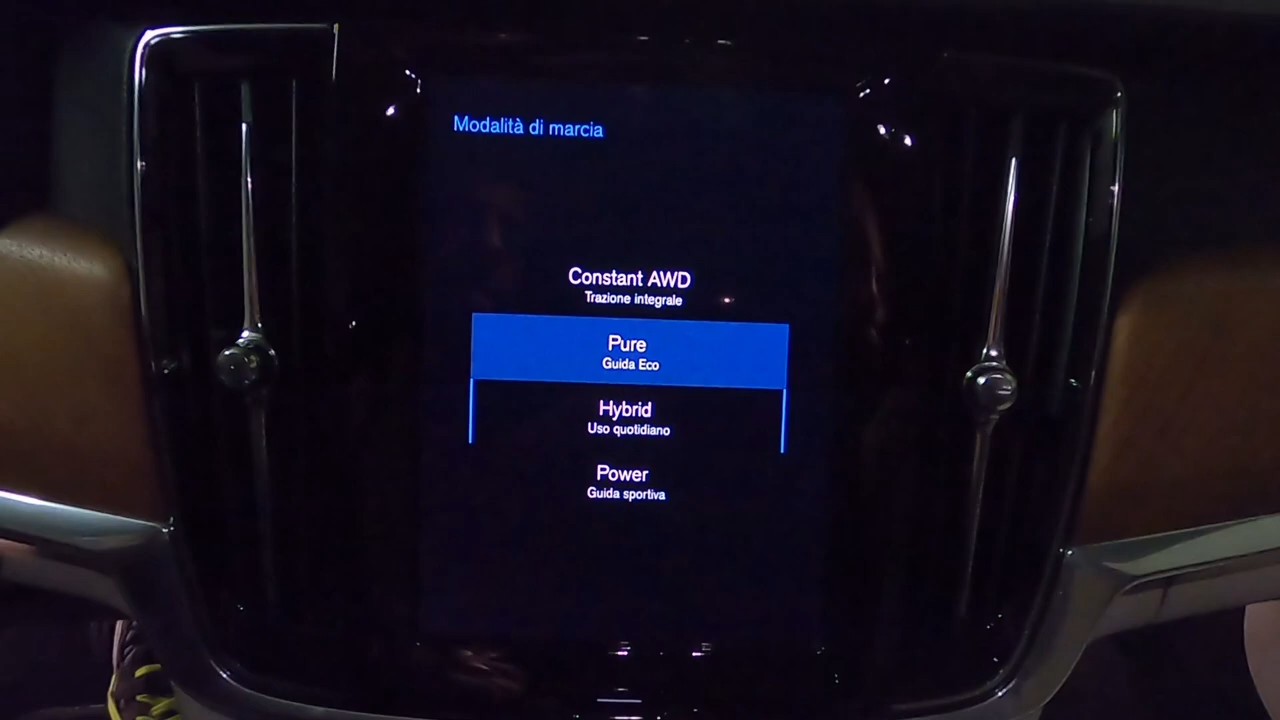 Modalità di marcia
Constant AWD
Trazione integrale
Pure
Guida Eco
Hybrid
Uso quotidiano
Power
Guida sportiva